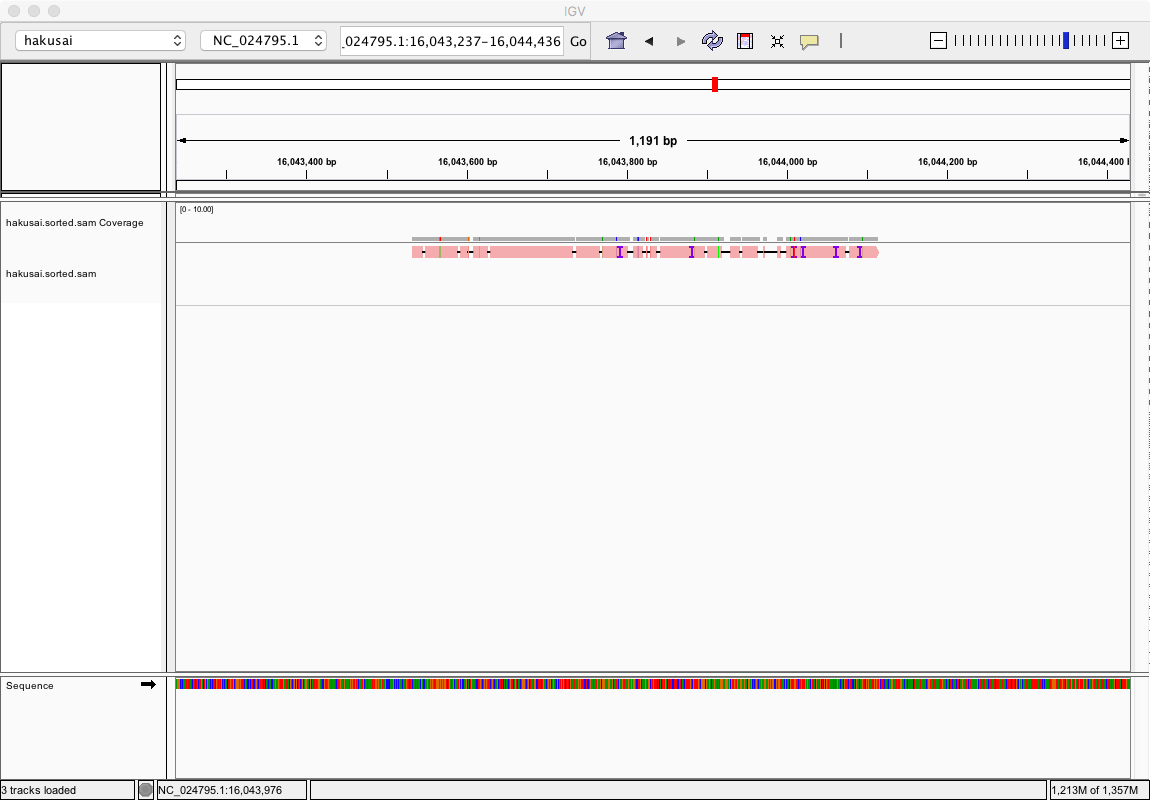 IGV
hakusai NC_024795.1 _024795.1:16,043,237-16,044,436 Go
1,191 bp
16,043,400 bp 16,043,600 bp 16,043,800 bp 16,044,000 bp 16,044,200 bp 16,044,400
[0 - 10.00]
hakusai.sorted.sam Coverage
hakusai.sorted.sam
Sequence
3 tracks loaded NC_024795.1:16,043,976 1,213M of 1,357M